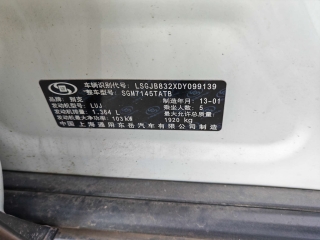 车辆识别代号: LSGJB832XDY099139
整车型号: SGM7145TATB
品牌: 别克 制造年月: 13-01
发动机型号: LUJ 乘坐人数: 5
发动机排量: 1.364 L 最大允许总质量:
发动机最大净功率: 103 kW 1920 kg
中国 上海通用东岳汽车有限公司制造